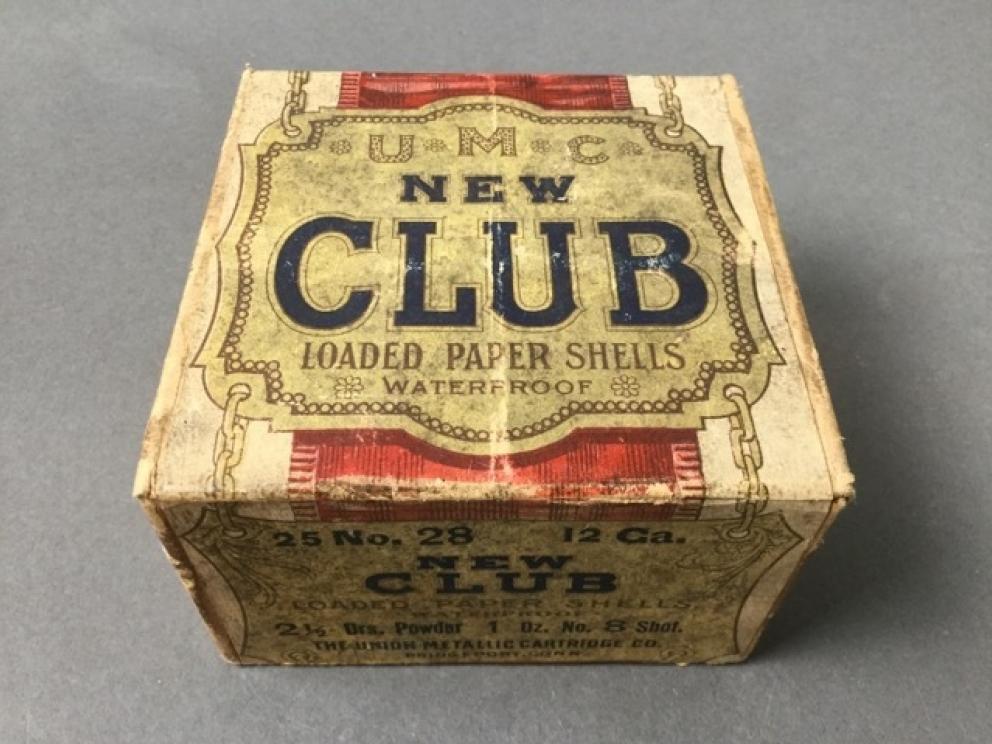 U M C
NEW
CLUB
LOADED PAPER SHELLS
WATERPROOF
25 No. 28 12 Ga.
NEW
CLUB
LOADED PAPER SHELLS
WATERPROOF
2½ Drs. Powder 1 Oz. No. 8 Shot.
THE UNION METALLIC CARTRIDGE CO.
BRIDGEPORT, CONN.